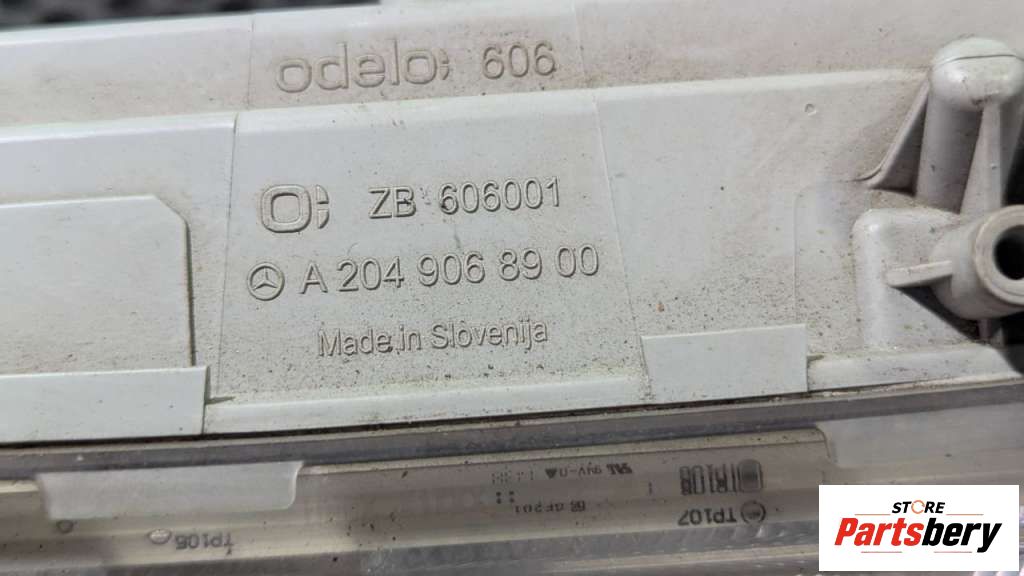 odelo: 606
ZB 606001
A 204 906 89 00
Made in Slovenija
TP107
TP105
STORE
Partsbery